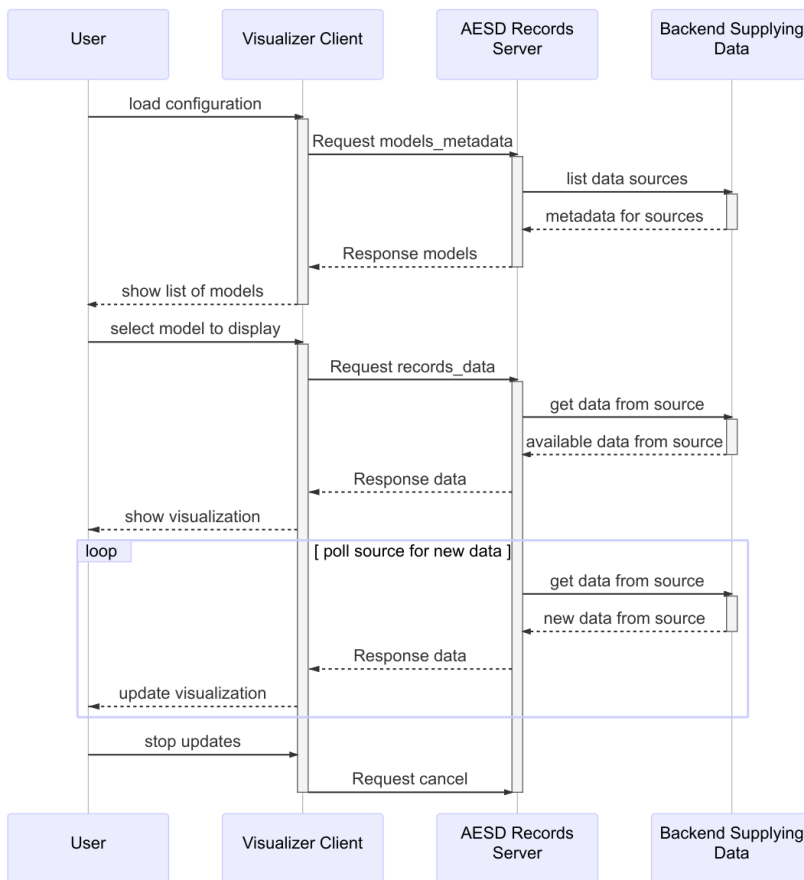 User
Visualizer Client
AESD Records
Server
Backend Supplying
Data
load configuration
Request models_metadata
list data sources
metadata for sources
Response models
show list of models
select model to display
Request records_data
get data from source
available data from source
Response data
show visualization
loop
[ poll source for new data ]
get data from source
new data from source
Response data
update visualization
stop updates
Request cancel
User
Visualizer Client
AESD Records
Server
Backend Supplying
Data